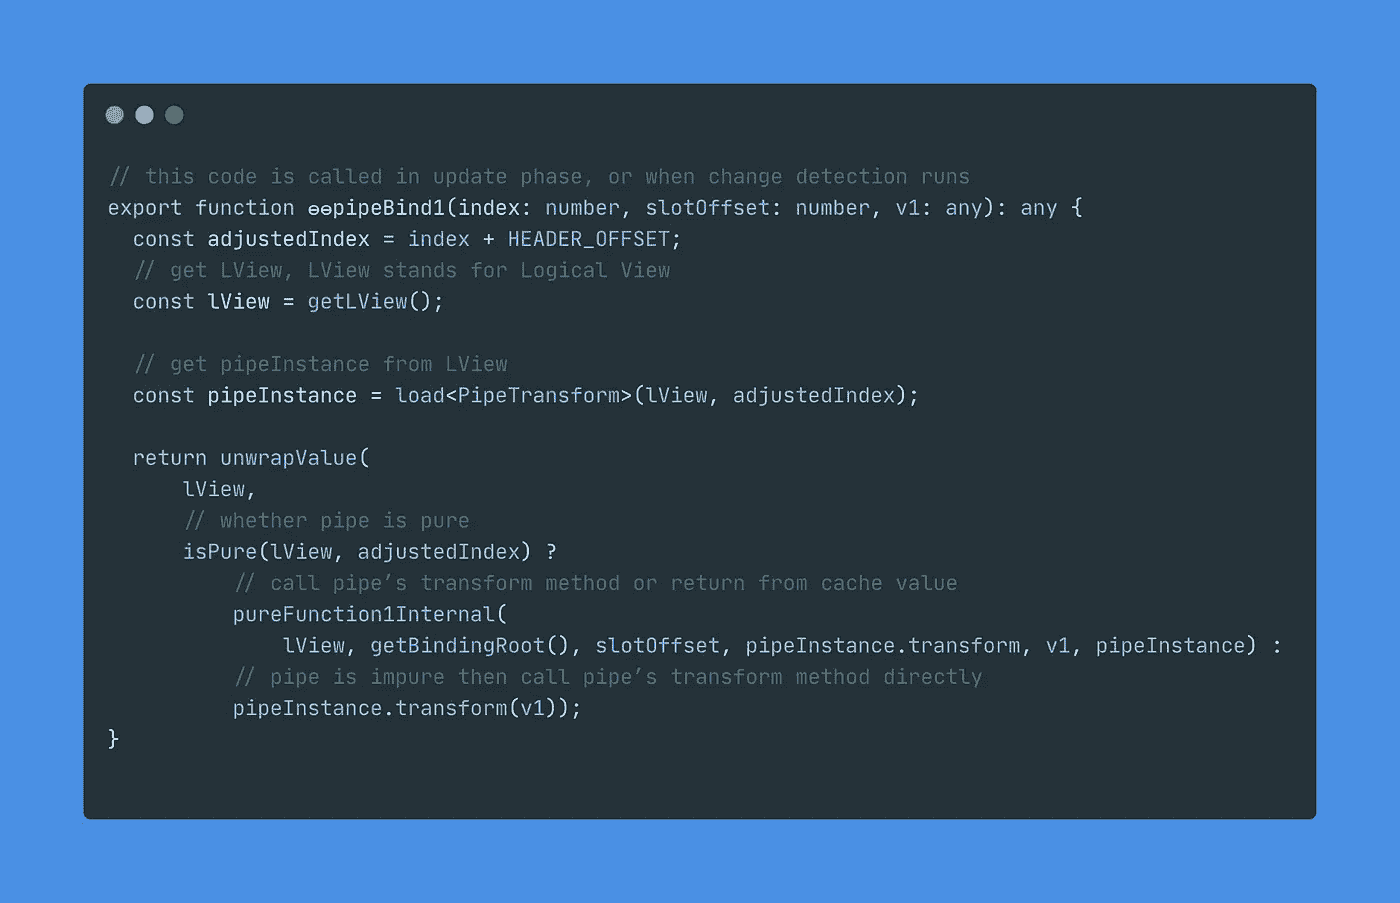 // this code is called in update phase, or when change detection runs
export function ɵɵpipeBind1(index: number, slotOffset: number, v1: any): any {
  const adjustedIndex = index + HEADER_OFFSET;
  // get LView, LView stands for Logical View
  const lView = getLView();
  // get pipeInstance from LView
  const pipeInstance = load<PipeTransform>(lView, adjustedIndex);
  return unwrapValue(
      lView,
      // whether pipe is pure
      isPure(lView, adjustedIndex) ?
          // call pipe’s transform method or return from cache value
          pureFunction1Internal(
              lView, getBindingRoot(), slotOffset, pipeInstance.transform, v1, pipeInstance) :
          // pipe is impure then call pipe’s transform method directly
          pipeInstance.transform(v1));
}